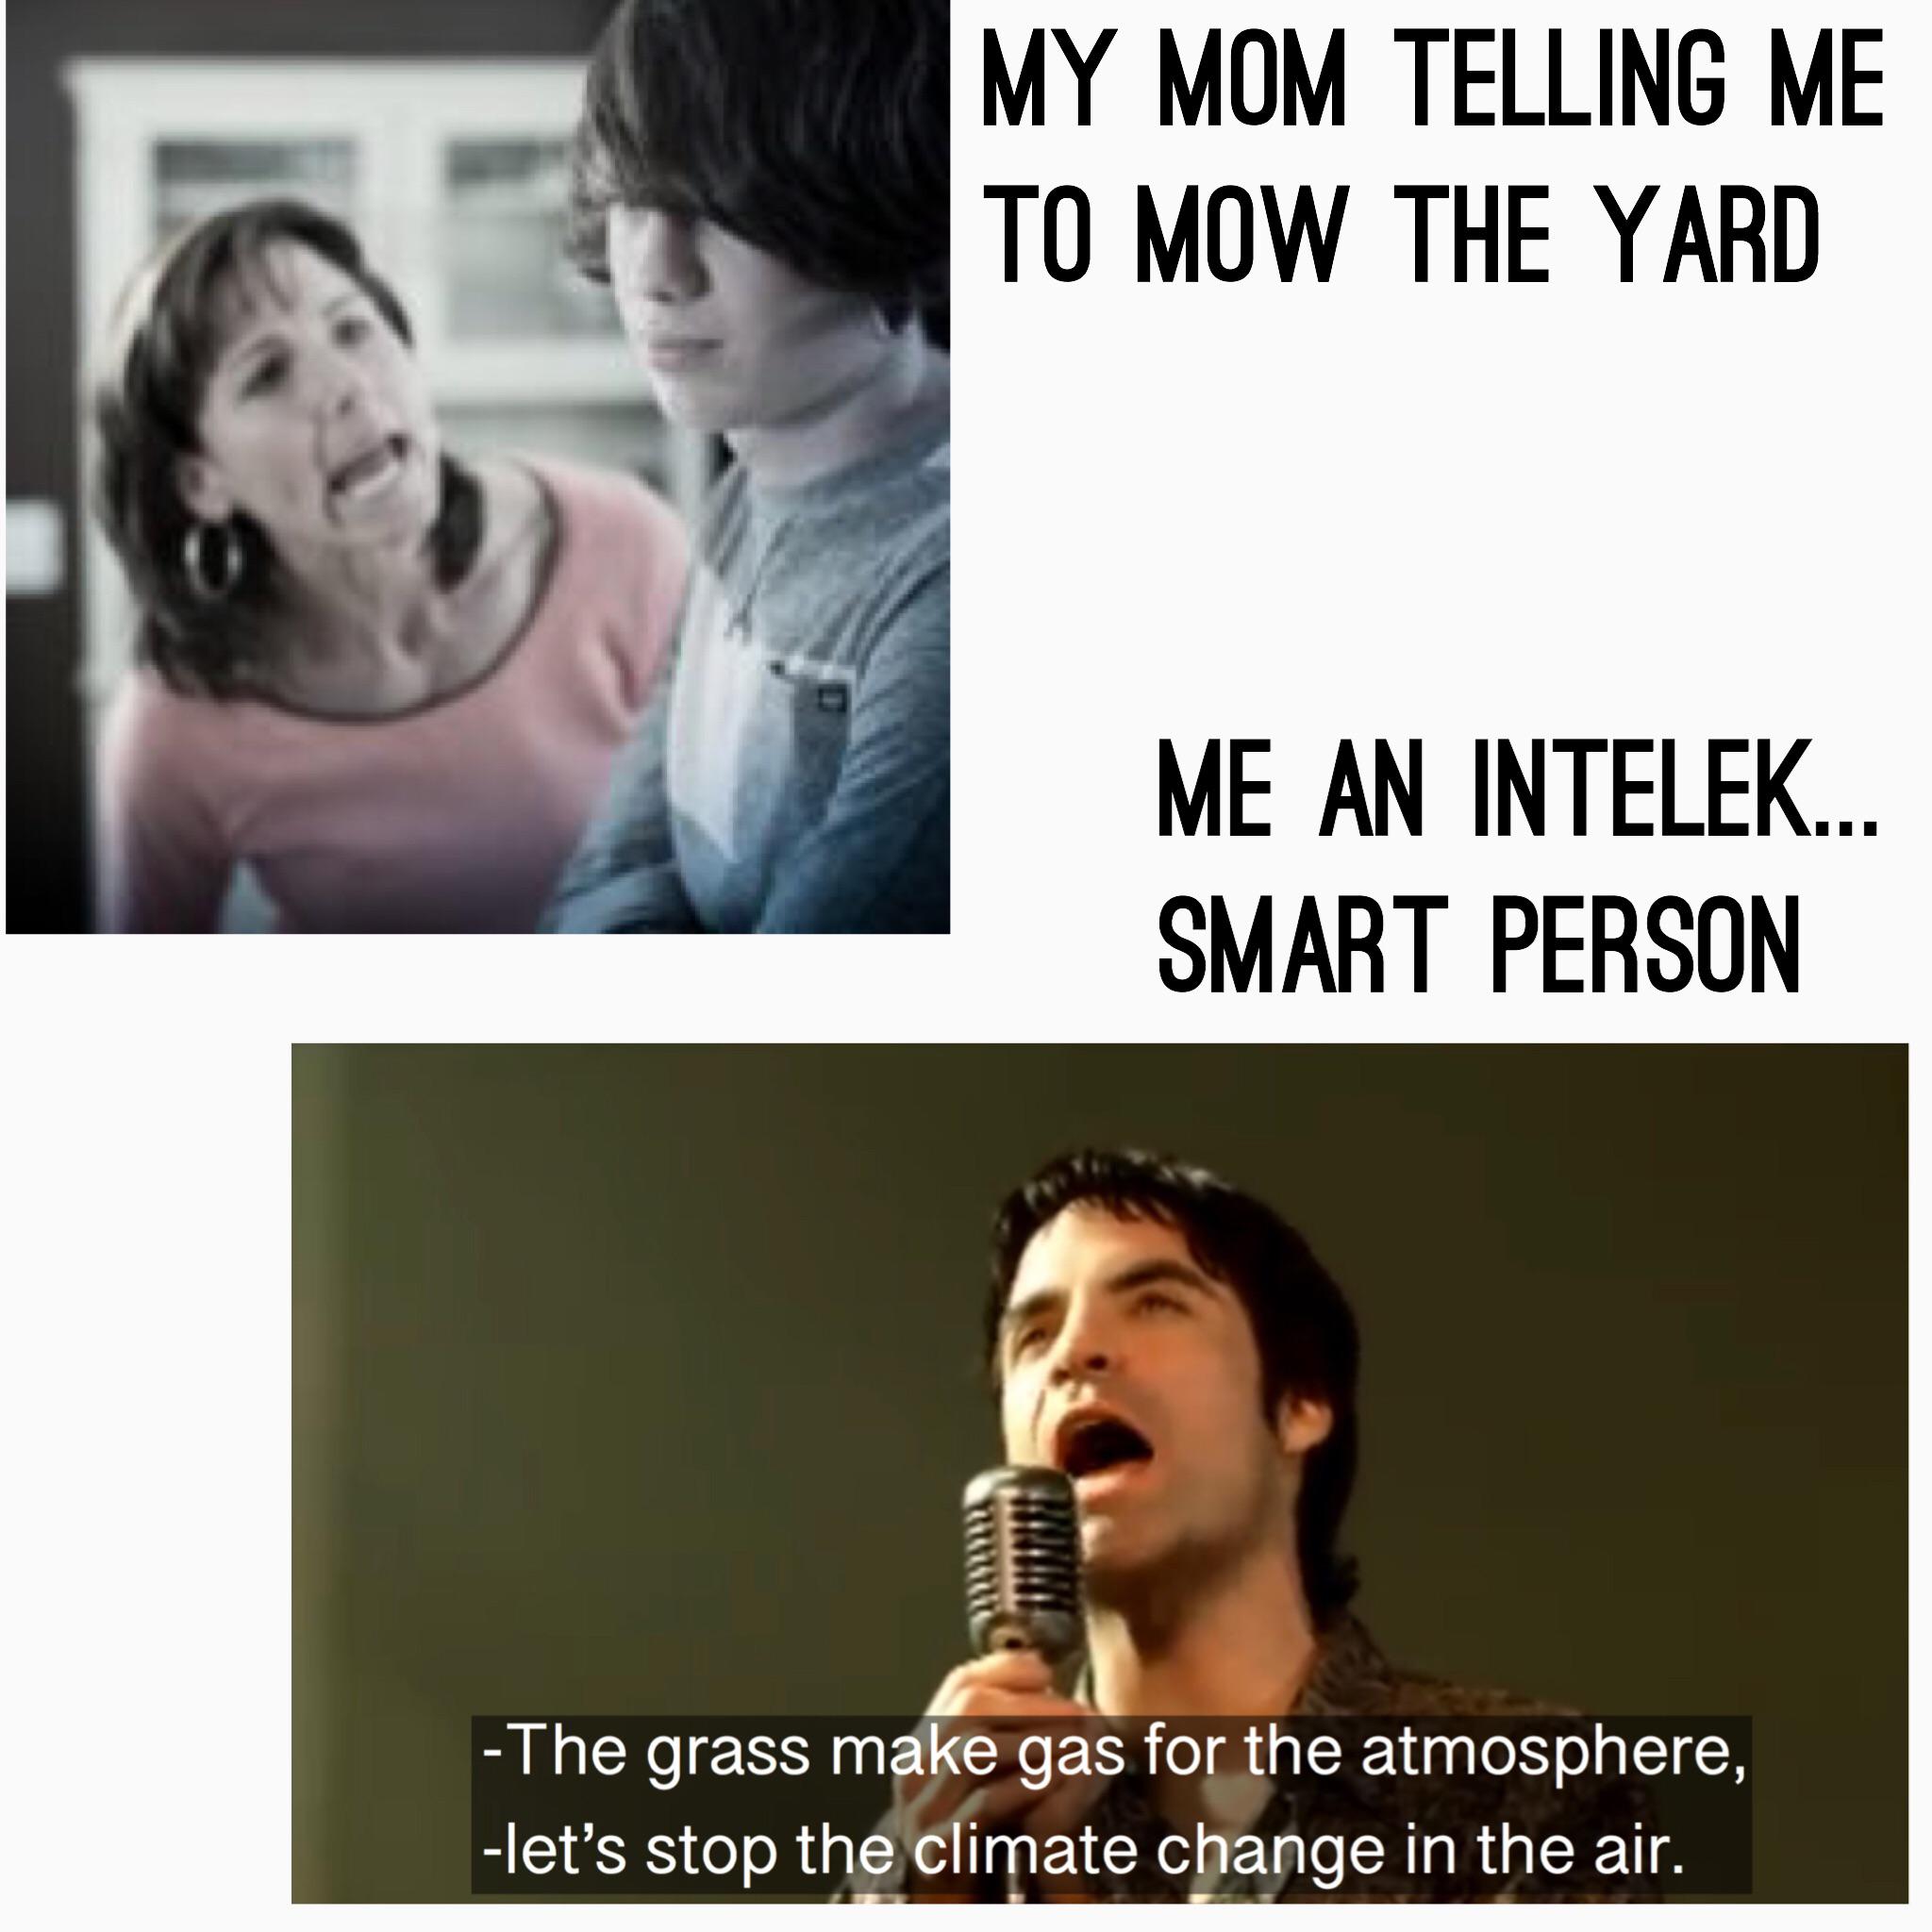 MY MOM TELLING ME
TO MOW THE YARD
ME AN INTELEK...
SMART PERSON
-The grass make gas for the atmosphere,
-let's stop the climate change in the air.